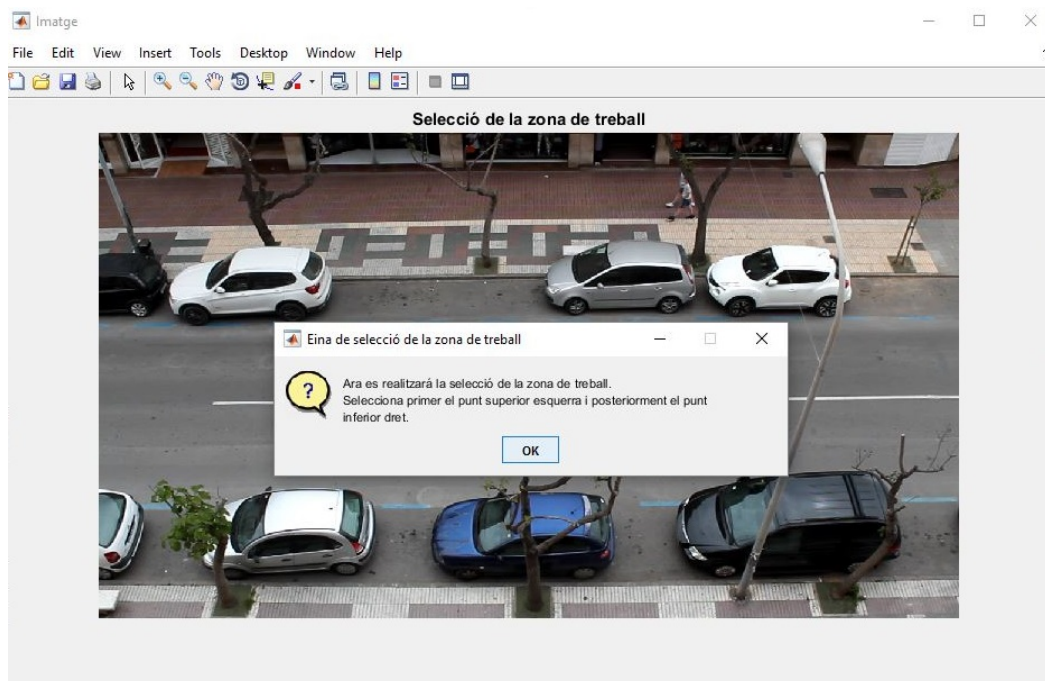 Imatge
File Edit View Insert Tools Desktop Window Help
Selecció de la zona de treball
Eina de selecció de la zona de treball
Ara es realitzará la selecció de la zona de treball.
Selecciona primer el punt superior esquerra i posteriorment el punt
inferior dret.
OK